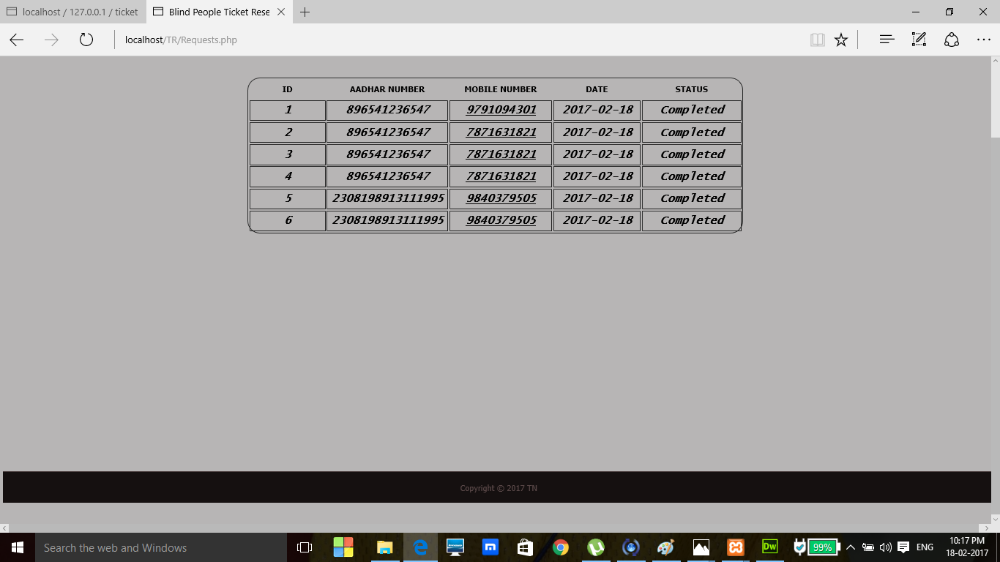 localhost / 127.0.0.1 / ticket
Blind People Ticket Rese
localhost/TR/Requests.php
ID AADHAR NUMBER MOBILE NUMBER DATE STATUS
1 896541236547 9791094301 2017-02-18 Completed
2 896541236547 7871631821 2017-02-18 Completed
3 896541236547 7871631821 2017-02-18 Completed
4 896541236547 7871631821 2017-02-18 Completed
5 2308198913111995 9840379505 2017-02-18 Completed
6 2308198913111995 9840379505 2017-02-18 Completed
Copyright © 2017 TN
Search the web and Windows
Dw
99%
ENG
10:17 PM
18-02-2017